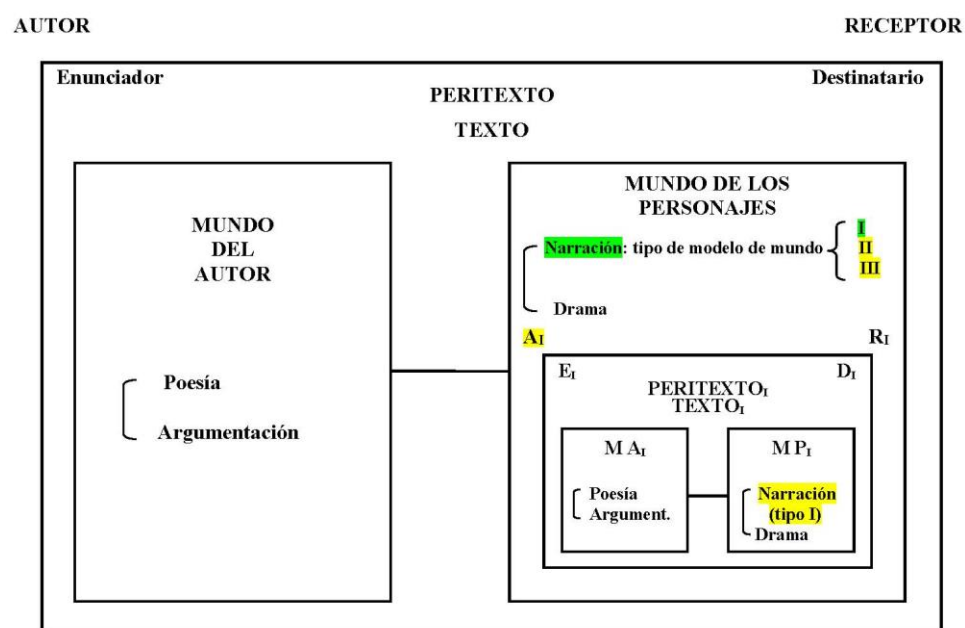 AUTOR
RECEPTOR
Enunciador
Destinatario
PERITEXTO
TEXTO
MUNDO
DEL
AUTOR
Poesía
Argumentación
MUNDO DE LOS
PERSONAJES
Narración: tipo de modelo de mundo
I
II
III
Drama
AI
RI
EI
DI
PERITEXTOI
TEXTOI
M AI
Poesía
Argument.
M PI
Narración
(tipo I)
Drama